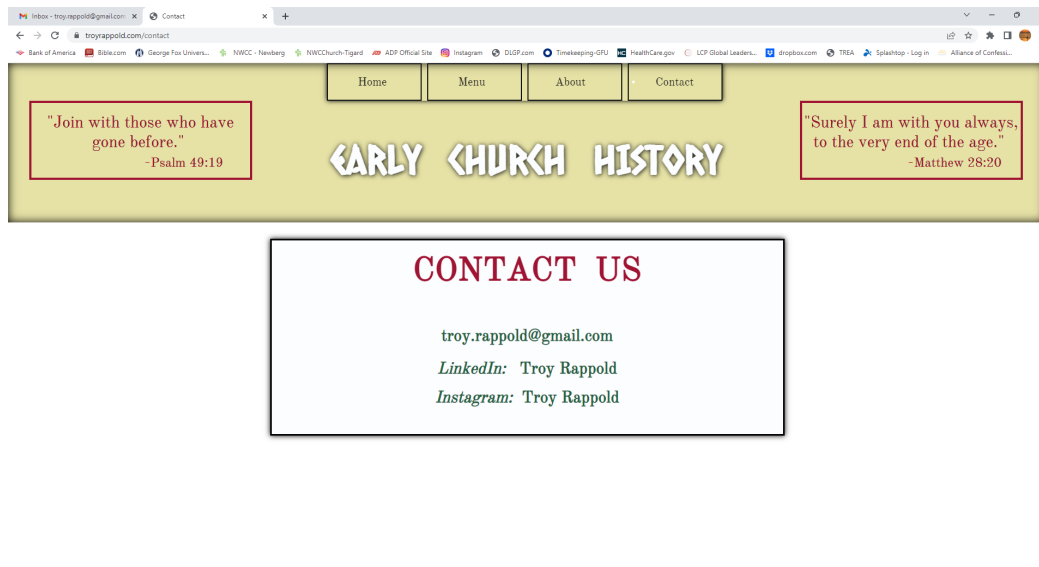 Inbox - troy.rappold@gmail.com
Contact
troyrappold.com/contact
Bank of America Bible.com George Fox Univers... NWCC - Newberg NWCChurch-Tigard ADP Official Site Instagram DLGP.com Timekeeping-GFU HealthCare.gov LCP Global Leaders... dropbox.com TREA Splashtop - Log in Alliance of Confessi...
Home Menu About Contact
"Join with those who have
gone before."
-Psalm 49:19
EARLY CHURCH HISTORY
"Surely I am with you always,
to the very end of the age."
-Matthew 28:20
CONTACT US
troy.rappold@gmail.com
LinkedIn: Troy Rappold
Instagram: Troy Rappold